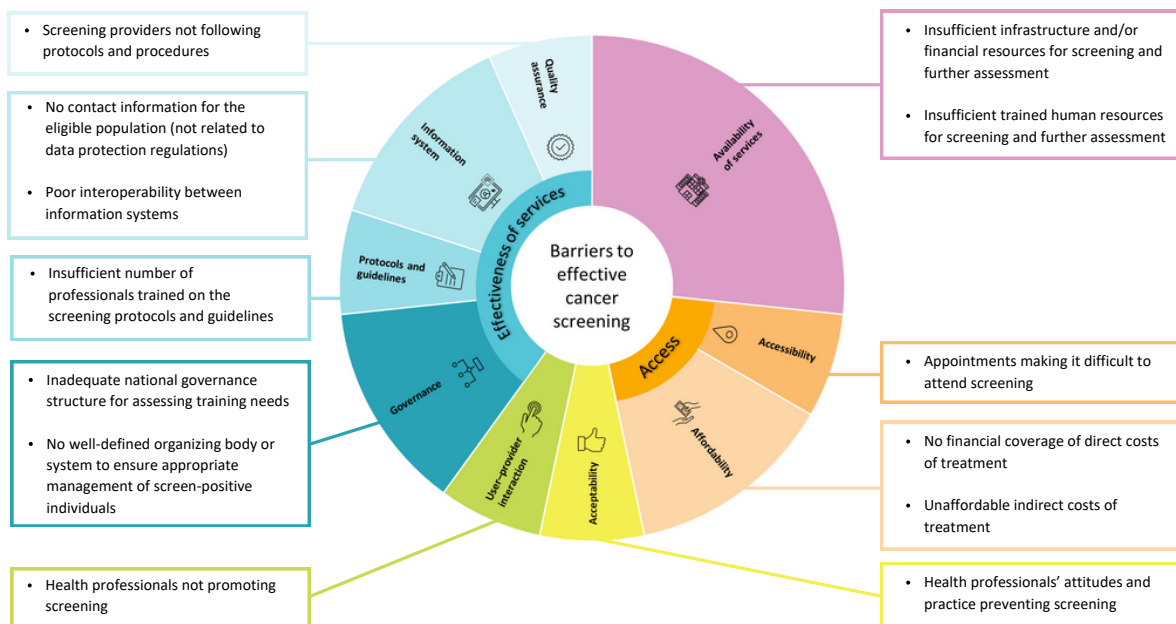 • Screening providers not following
protocols and procedures
• No contact information for the
eligible population (not related to
data protection regulations)
• Poor interoperability between
information systems
• Insufficient number of
professionals trained on the
screening protocols and guidelines
• Inadequate national governance
structure for assessing training needs
• No well-defined organizing body or
system to ensure appropriate
management of screen-positive
individuals
• Health professionals not promoting
screening
Quality
assurance
Information
system
Protocols and
guidelines
Governance
User–provider
interaction
Acceptability
Affordability
Accessibility
Availability
of services
Effectiveness of services
Access
Barriers to
effective
cancer
screening
• Insufficient infrastructure and/or
financial resources for screening and
further assessment
• Insufficient trained human resources
for screening and further assessment
• Appointments making it difficult to
attend screening
• No financial coverage of direct costs
of treatment
• Unaffordable indirect costs of
treatment
• Health professionals’ attitudes and
practice preventing screening